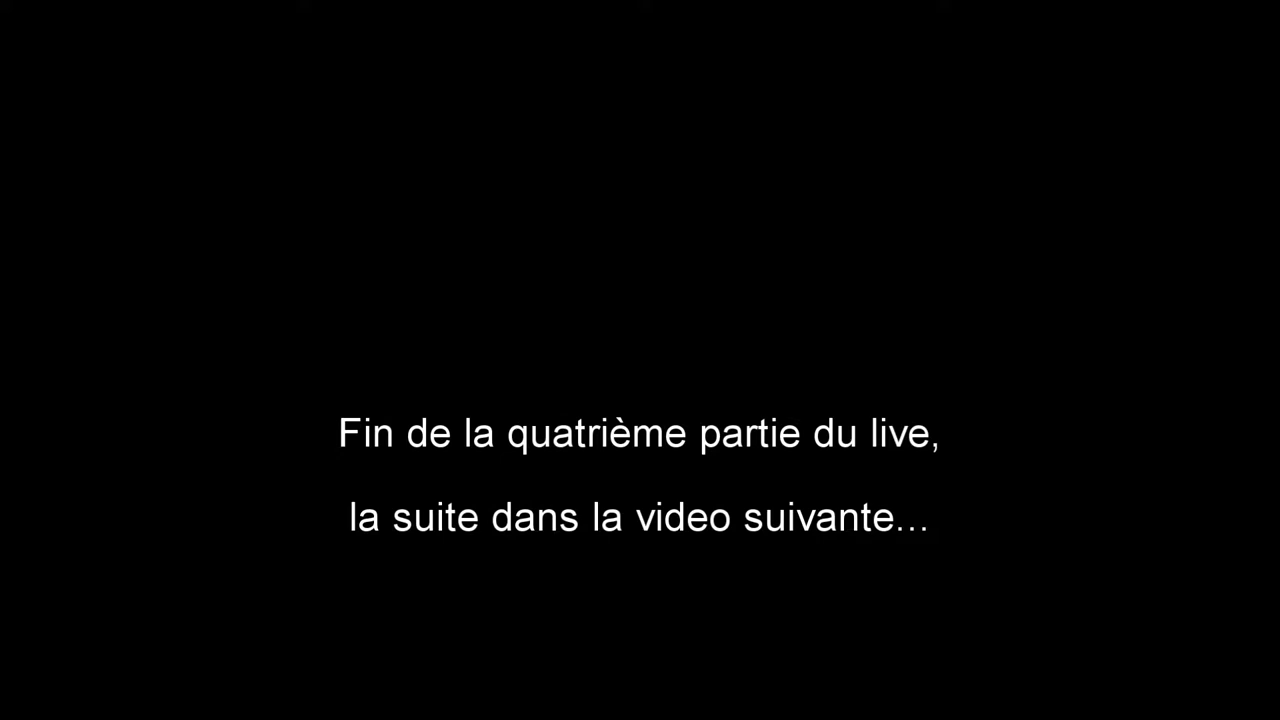 Fin de la quatrième partie du live,
la suite dans la video suivante...